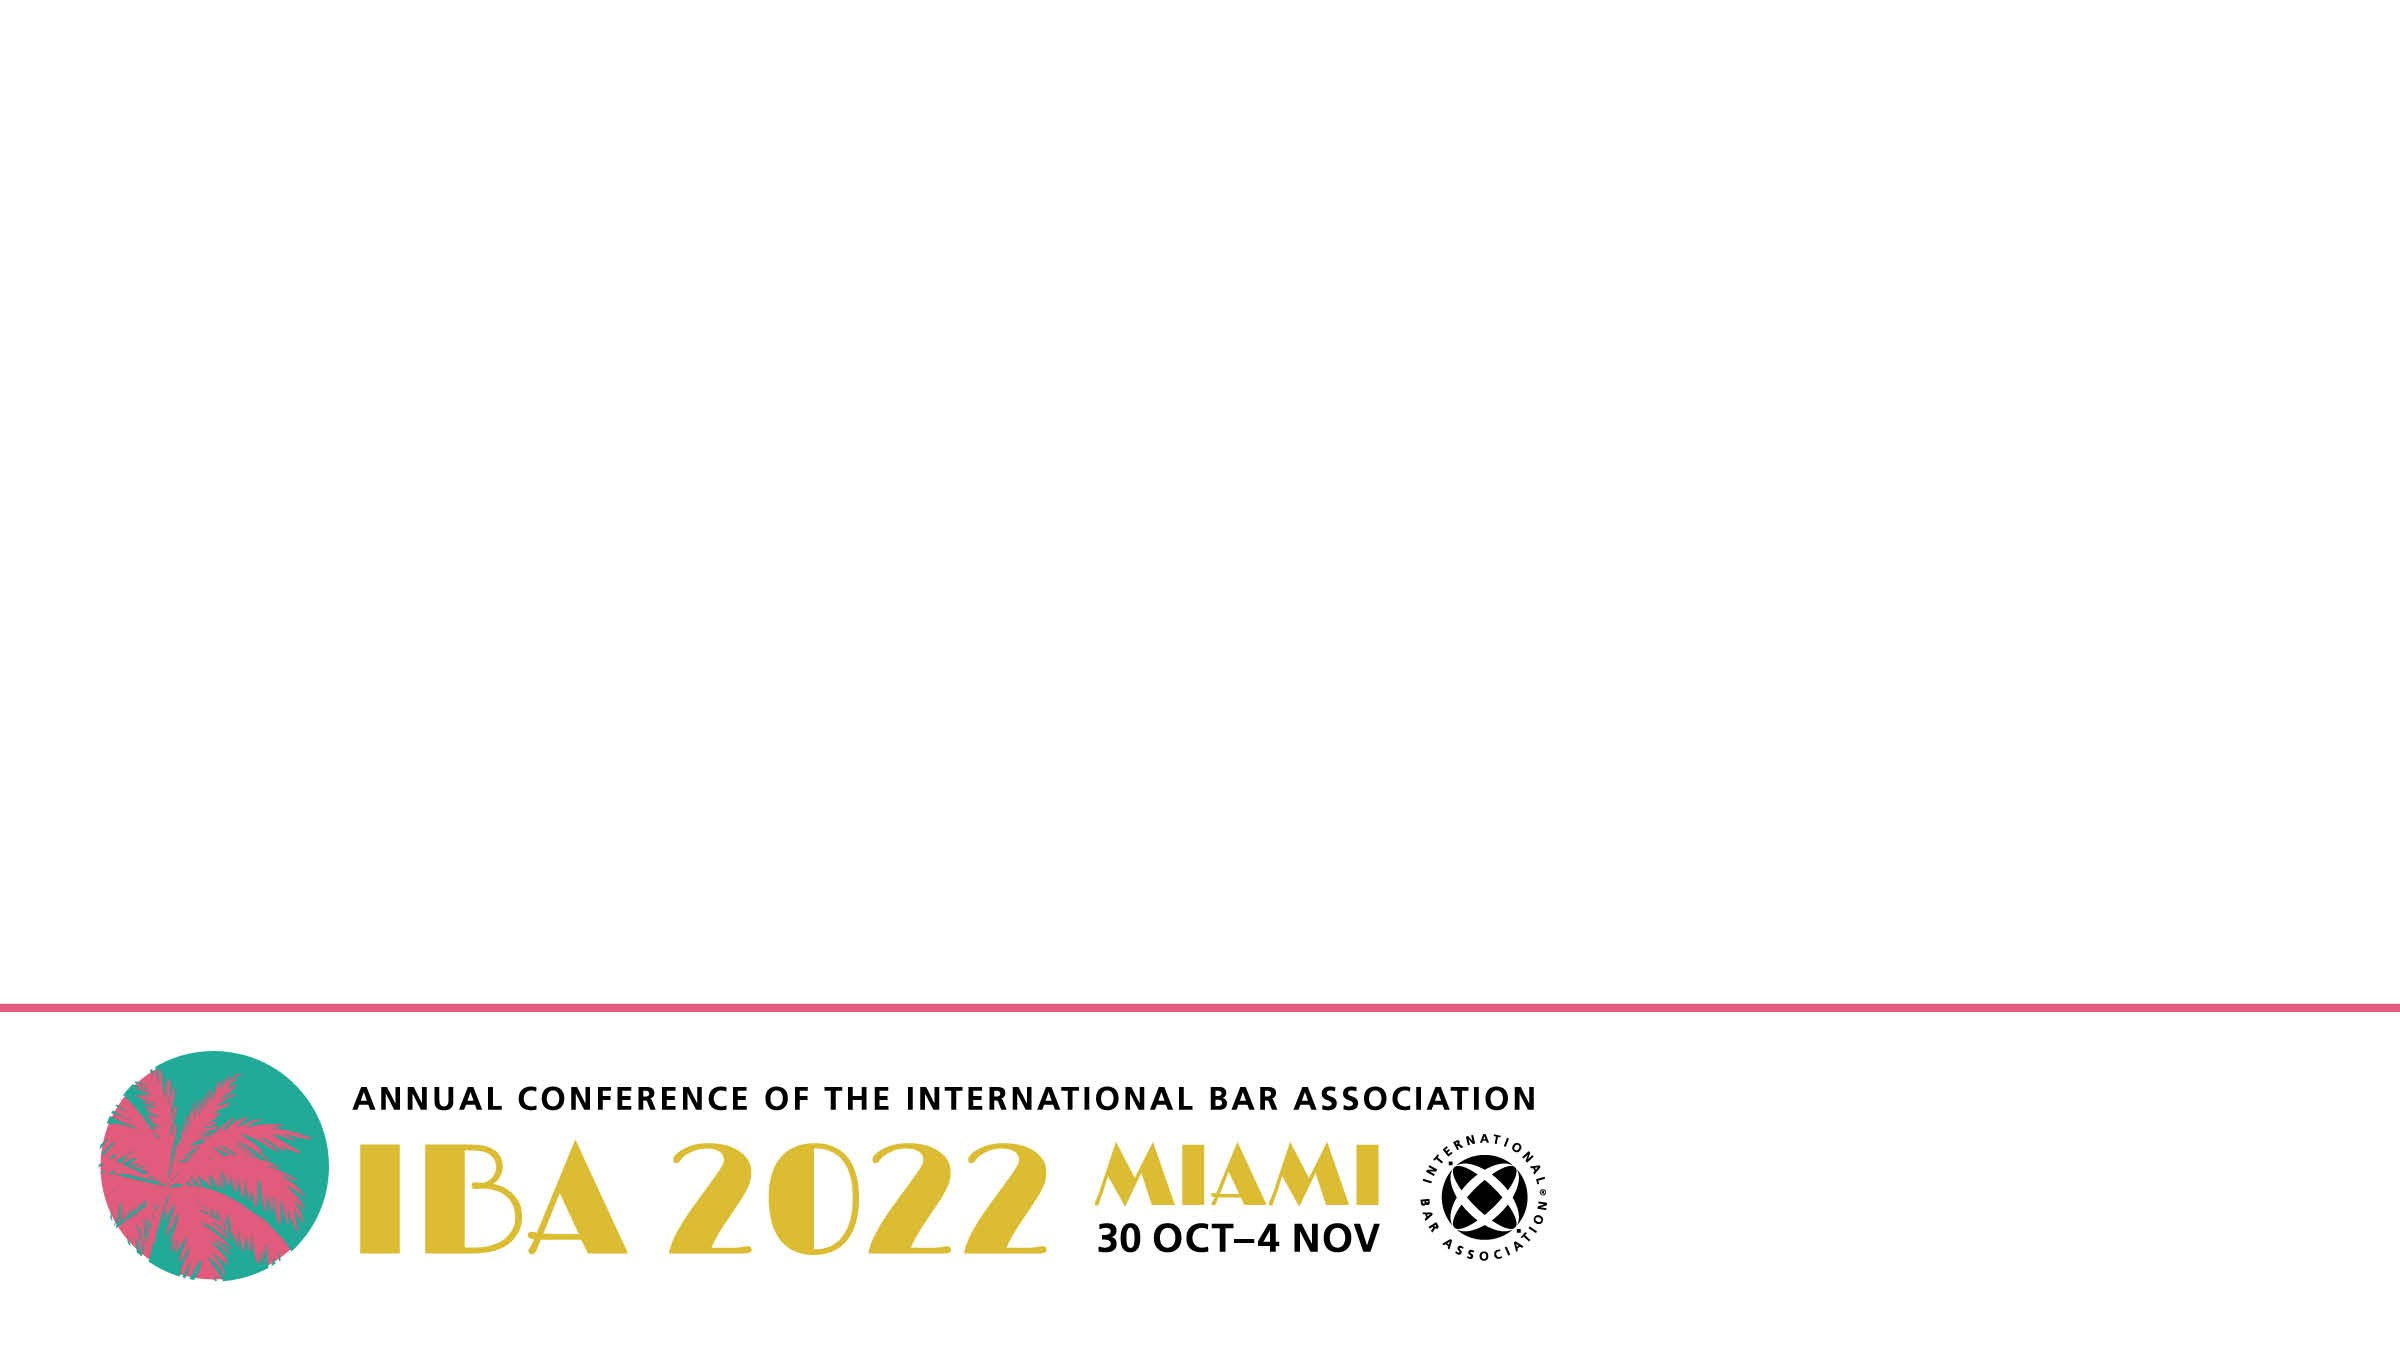 ANNUAL CONFERENCE OF THE INTERNATIONAL BAR ASSOCIATION
IBA 2022
MIAMI
30 OCT–4 NOV
INTERNATIONAL® BAR ASSOCIATION